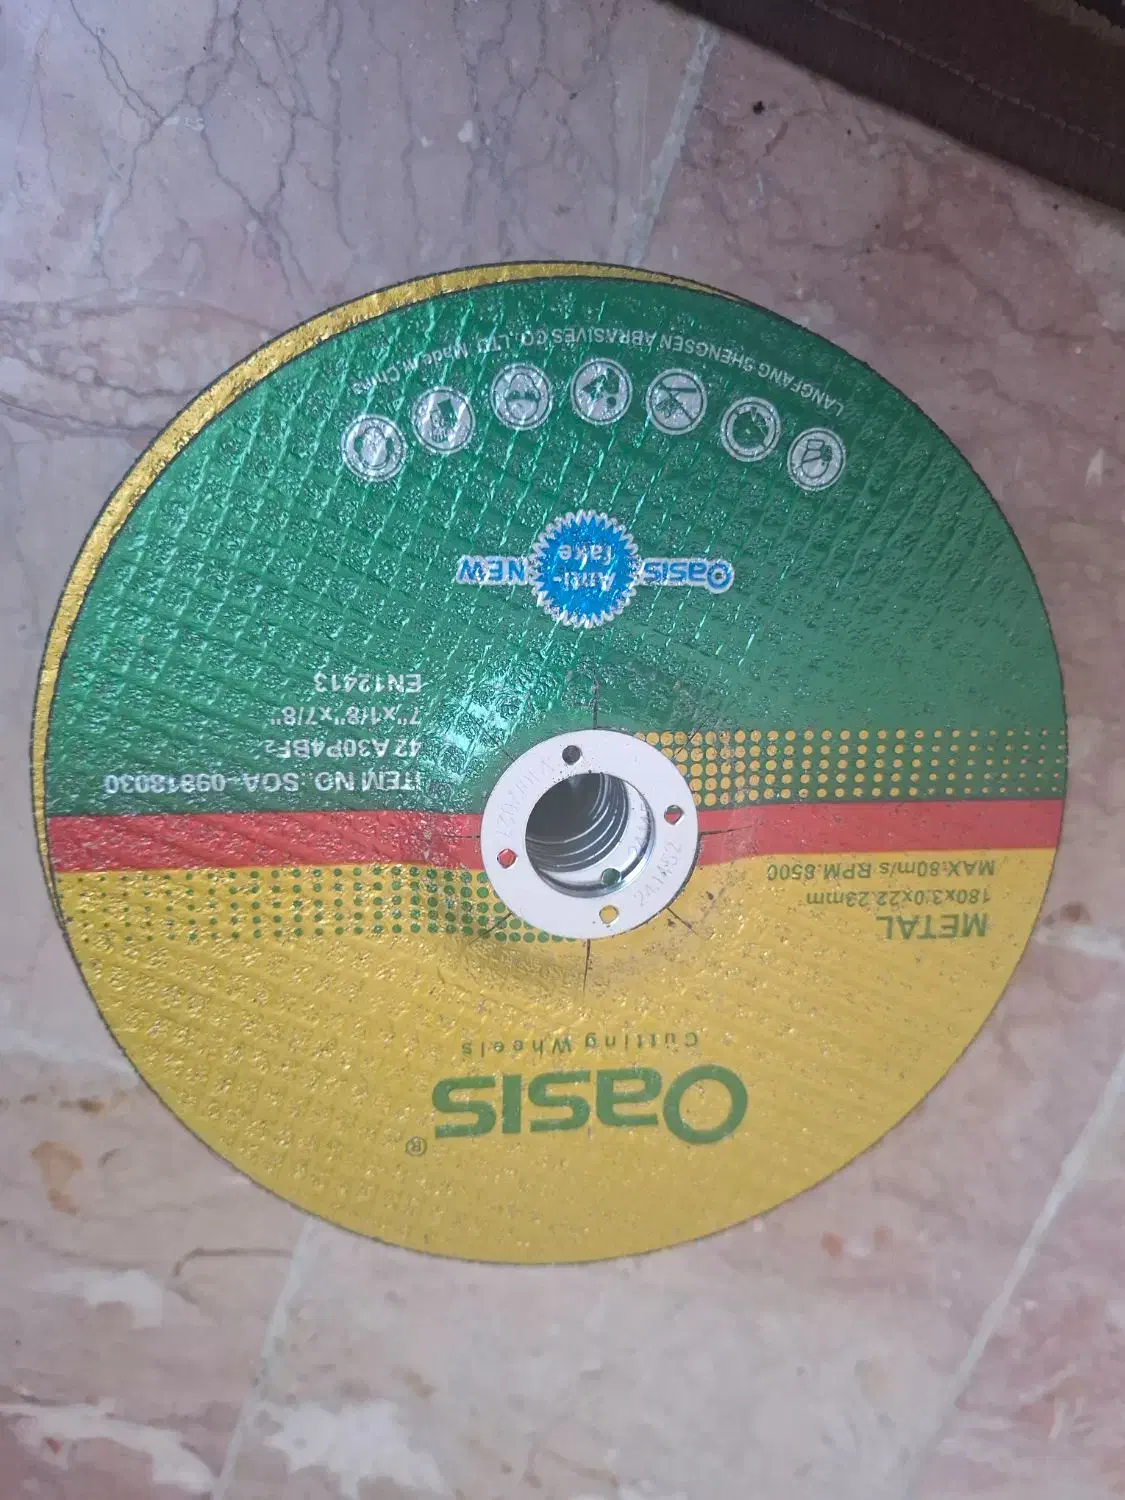 Oasis®
Cutting Wheels
METAL
180x3.0x22.23mm
MAX:80m/s RPM.8500
ITEM NO. SOA-09818030
42 A30P4BF2
7"x1/8"x7/8"
EN12413
Oasis
Anti-
fake
NEW
LANGFANG SHENGSEN ABRASIVES CO., LTD Made in China